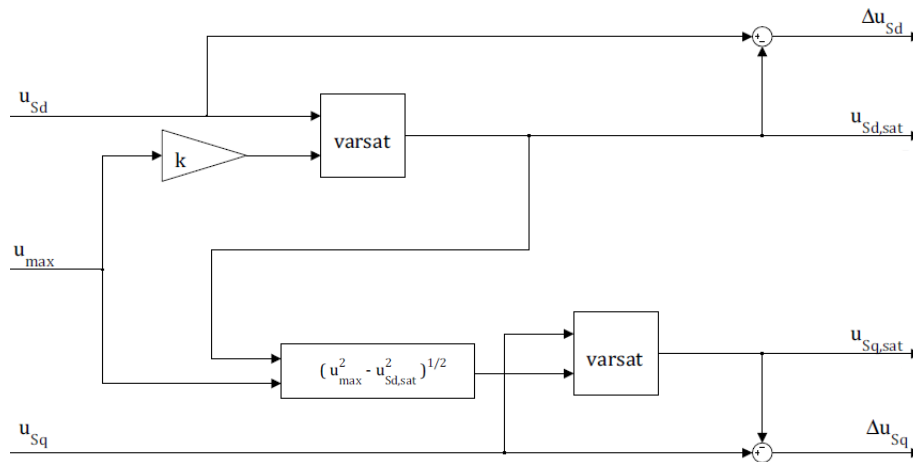 Δu_Sd
+ −
u_Sd
u_Sd,sat
varsat
k
u_max
u_Sq,sat
varsat
( u²_max - u²_Sd,sat )^1/2
u_Sq
Δu_Sq
+ −